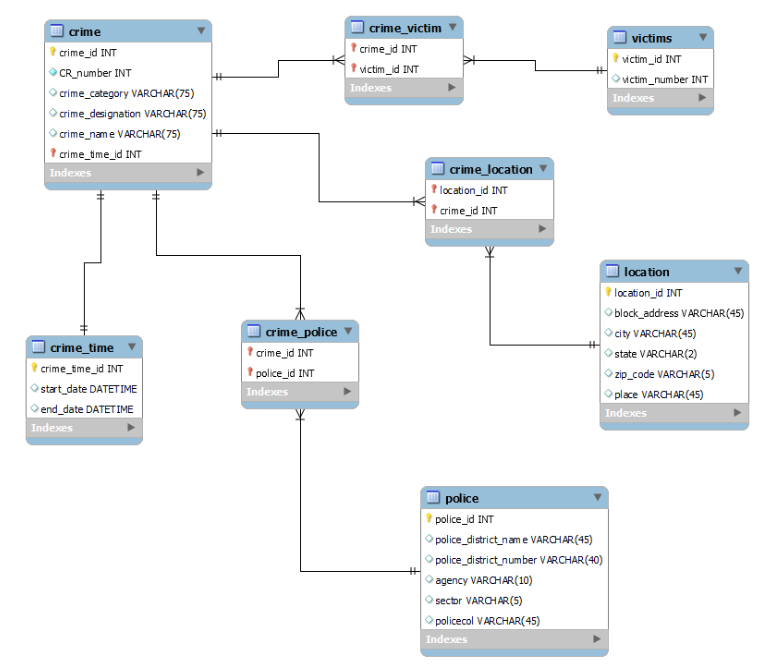 crime
crime_id INT
CR_number INT
crime_category VARCHAR(75)
crime_designation VARCHAR(75)
crime_name VARCHAR(75)
crime_time_id INT
Indexes
crime_victim
crime_id INT
victim_id INT
Indexes
victims
victim_id INT
victim_number INT
Indexes
crime_location
location_id INT
crime_id INT
Indexes
location
location_id INT
block_address VARCHAR(45)
city VARCHAR(45)
state VARCHAR(2)
zip_code VARCHAR(5)
place VARCHAR(45)
Indexes
crime_time
crime_time_id INT
start_date DATETIME
end_date DATETIME
Indexes
crime_police
crime_id INT
police_id INT
Indexes
police
police_id INT
police_district_name VARCHAR(45)
police_district_number VARCHAR(40)
agency VARCHAR(10)
sector VARCHAR(5)
policecol VARCHAR(45)
Indexes